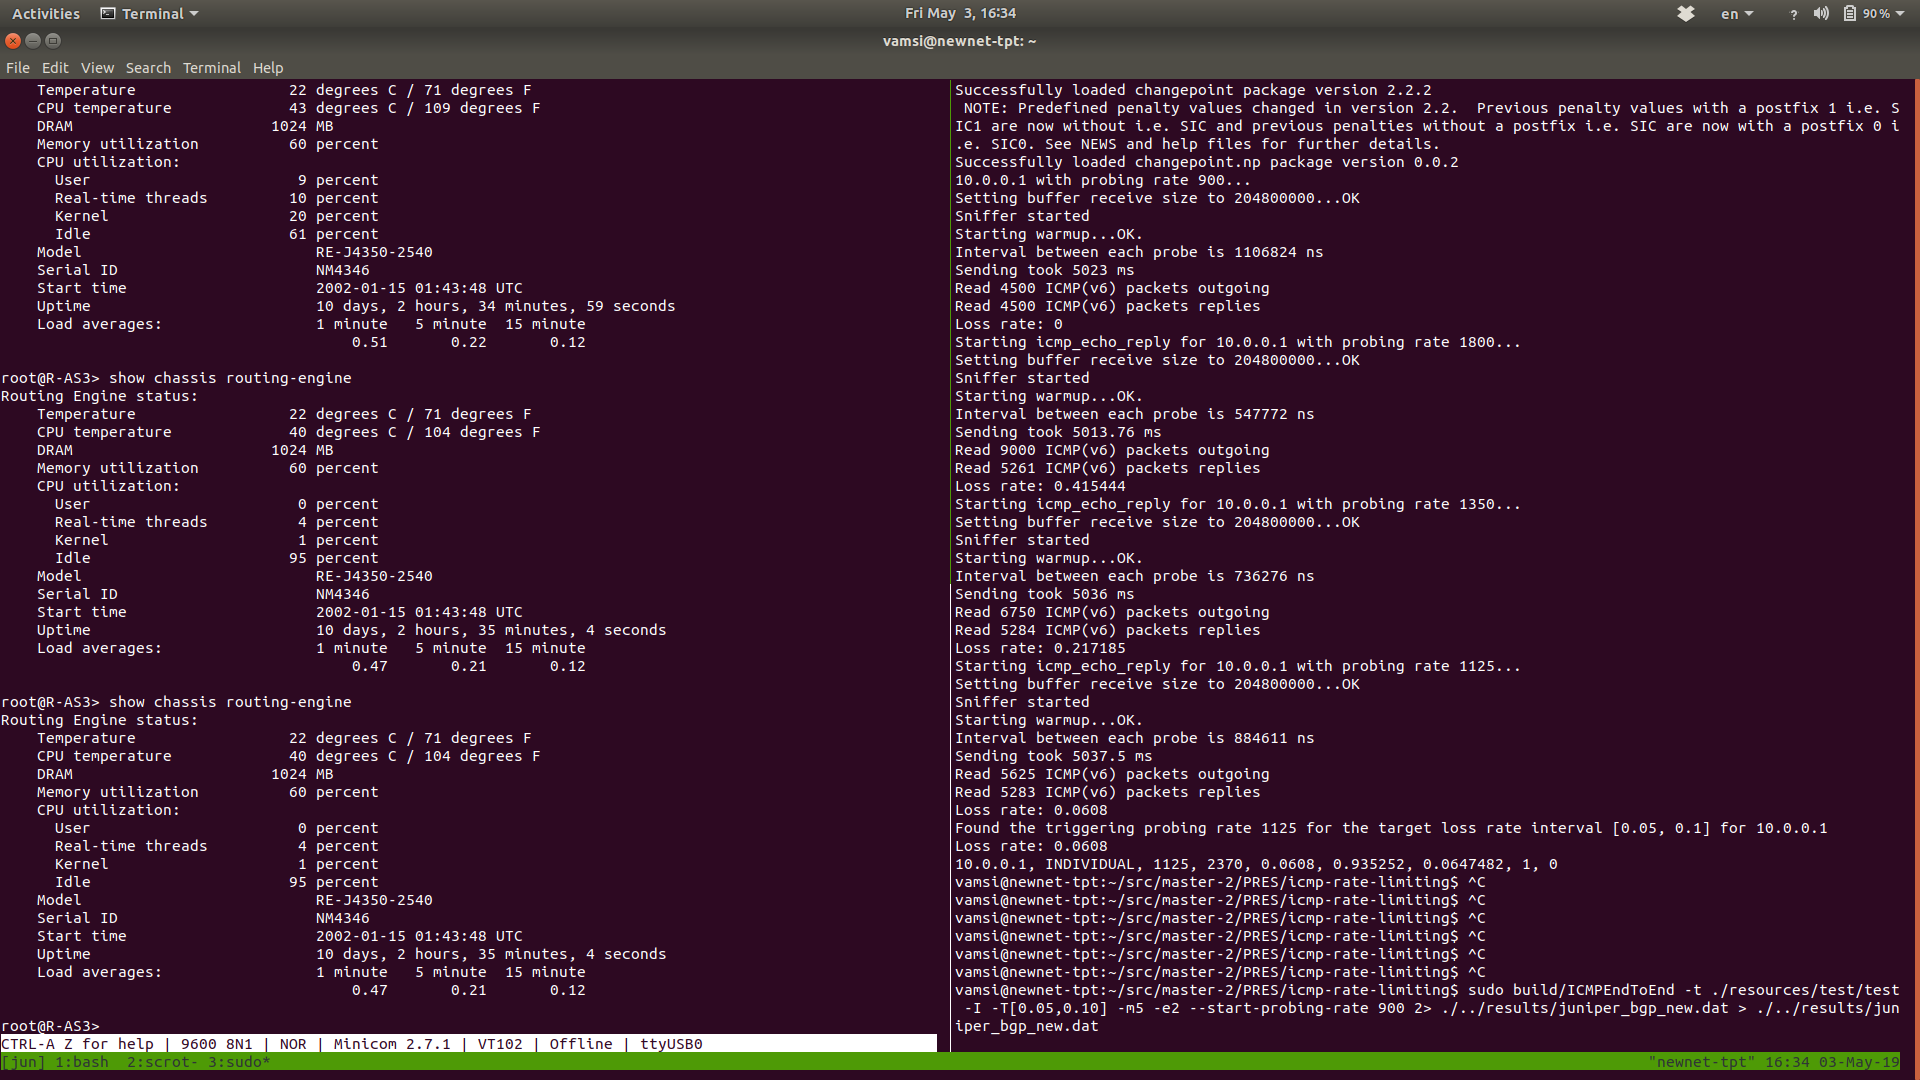 Activities Terminal Fri May 3, 16:34 en ? 90%
vamsi@newnet-tpt: ~
File Edit View Search Terminal Help
Temperature 22 degrees C / 71 degrees F
CPU temperature 43 degrees C / 109 degrees F
DRAM 1024 MB
Memory utilization 60 percent
CPU utilization:
User 9 percent
Real-time threads 10 percent
Kernel 20 percent
Idle 61 percent
Model RE-J4350-2540
Serial ID NM4346
Start time 2002-01-15 01:43:48 UTC
Uptime 10 days, 2 hours, 34 minutes, 59 seconds
Load averages: 1 minute 5 minute 15 minute
0.51 0.22 0.12
root@R-AS3> show chassis routing-engine
Routing Engine status:
Temperature 22 degrees C / 71 degrees F
CPU temperature 40 degrees C / 104 degrees F
DRAM 1024 MB
Memory utilization 60 percent
CPU utilization:
User 0 percent
Real-time threads 4 percent
Kernel 1 percent
Idle 95 percent
Model RE-J4350-2540
Serial ID NM4346
Start time 2002-01-15 01:43:48 UTC
Uptime 10 days, 2 hours, 35 minutes, 4 seconds
Load averages: 1 minute 5 minute 15 minute
0.47 0.21 0.12
root@R-AS3> show chassis routing-engine
Routing Engine status:
Temperature 22 degrees C / 71 degrees F
CPU temperature 40 degrees C / 104 degrees F
DRAM 1024 MB
Memory utilization 60 percent
CPU utilization:
User 0 percent
Real-time threads 4 percent
Kernel 1 percent
Idle 95 percent
Model RE-J4350-2540
Serial ID NM4346
Start time 2002-01-15 01:43:48 UTC
Uptime 10 days, 2 hours, 35 minutes, 4 seconds
Load averages: 1 minute 5 minute 15 minute
0.47 0.21 0.12
root@R-AS3>
CTRL-A Z for help | 9600 8N1 | NOR | Minicom 2.7.1 | VT102 | Offline | ttyUSB0
Successfully loaded changepoint package version 2.2.2
NOTE: Predefined penalty values changed in version 2.2. Previous penalty values with a postfix 1 i.e. S
IC1 are now without i.e. SIC and previous penalties without a postfix i.e. SIC are now with a postfix 0 i
.e. SIC0. See NEWS and help files for further details.
Successfully loaded changepoint.np package version 0.0.2
10.0.0.1 with probing rate 900...
Setting buffer receive size to 204800000...OK
Sniffer started
Starting warmup...OK.
Interval between each probe is 1106824 ns
Sending took 5023 ms
Read 4500 ICMP(v6) packets outgoing
Read 4500 ICMP(v6) packets replies
Loss rate: 0
Starting icmp_echo_reply for 10.0.0.1 with probing rate 1800...
Setting buffer receive size to 204800000...OK
Sniffer started
Starting warmup...OK.
Interval between each probe is 547772 ns
Sending took 5013.76 ms
Read 9000 ICMP(v6) packets outgoing
Read 5261 ICMP(v6) packets replies
Loss rate: 0.415444
Starting icmp_echo_reply for 10.0.0.1 with probing rate 1350...
Setting buffer receive size to 204800000...OK
Sniffer started
Starting warmup...OK.
Interval between each probe is 736276 ns
Sending took 5036 ms
Read 6750 ICMP(v6) packets outgoing
Read 5284 ICMP(v6) packets replies
Loss rate: 0.217185
Starting icmp_echo_reply for 10.0.0.1 with probing rate 1125...
Setting buffer receive size to 204800000...OK
Sniffer started
Starting warmup...OK.
Interval between each probe is 884611 ns
Sending took 5037.5 ms
Read 5625 ICMP(v6) packets outgoing
Read 5283 ICMP(v6) packets replies
Loss rate: 0.0608
Found the triggering probing rate 1125 for the target loss rate interval [0.05, 0.1] for 10.0.0.1
Loss rate: 0.0608
10.0.0.1, INDIVIDUAL, 1125, 2370, 0.0608, 0.935252, 0.0647482, 1, 0
vamsi@newnet-tpt:~/src/master-2/PRES/icmp-rate-limiting$ ^C
vamsi@newnet-tpt:~/src/master-2/PRES/icmp-rate-limiting$ ^C
vamsi@newnet-tpt:~/src/master-2/PRES/icmp-rate-limiting$ ^C
vamsi@newnet-tpt:~/src/master-2/PRES/icmp-rate-limiting$ ^C
vamsi@newnet-tpt:~/src/master-2/PRES/icmp-rate-limiting$ ^C
vamsi@newnet-tpt:~/src/master-2/PRES/icmp-rate-limiting$ ^C
vamsi@newnet-tpt:~/src/master-2/PRES/icmp-rate-limiting$ sudo build/ICMPEndToEnd -t ./resources/test/test
-I -T[0.05,0.10] -m5 -e2 --start-probing-rate 900 2> ./../results/juniper_bgp_new.dat > ./../results/jun
iper_bgp_new.dat
[jun] 1:bash 2:scrot- 3:sudo* "newnet-tpt" 16:34 03-May-19